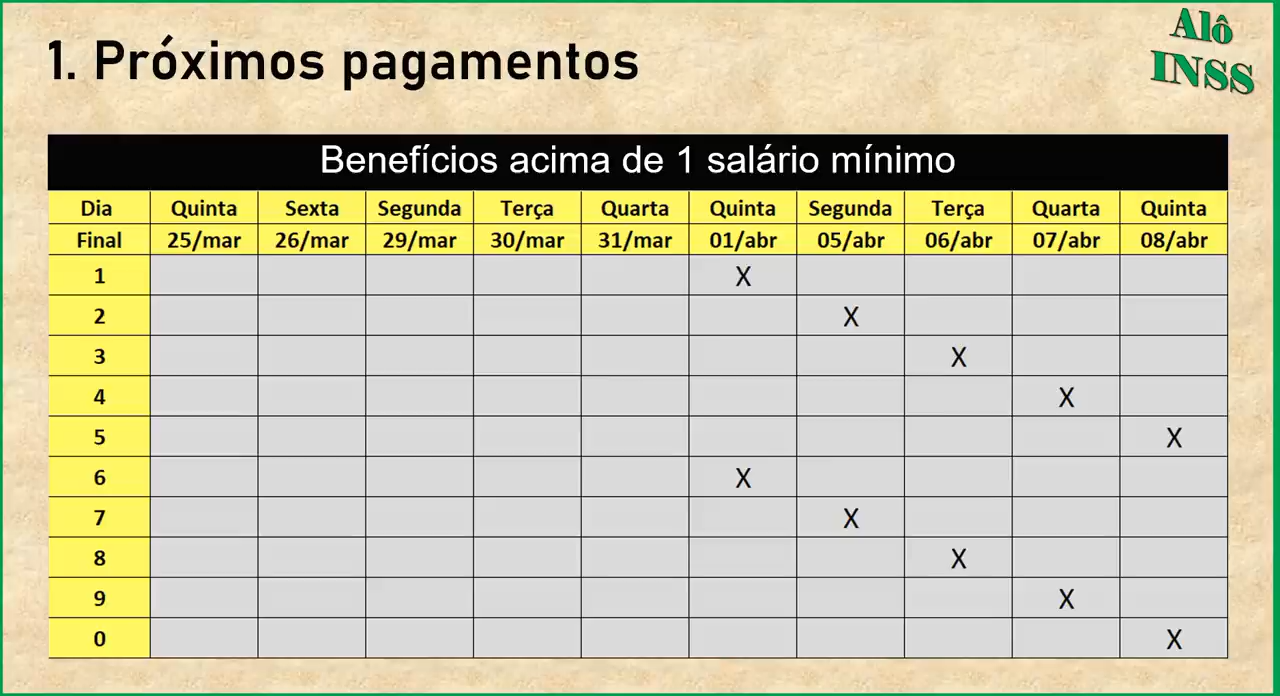 1. Próximos pagamentos
Alô
INSS
Benefícios acima de 1 salário mínimo
Dia Quinta Sexta Segunda Terça Quarta Quinta Segunda Terça Quarta Quinta
Final 25/mar 26/mar 29/mar 30/mar 31/mar 01/abr 05/abr 06/abr 07/abr 08/abr
1 X
2 X
3 X
4 X
5 X
6 X
7 X
8 X
9 X
0 X